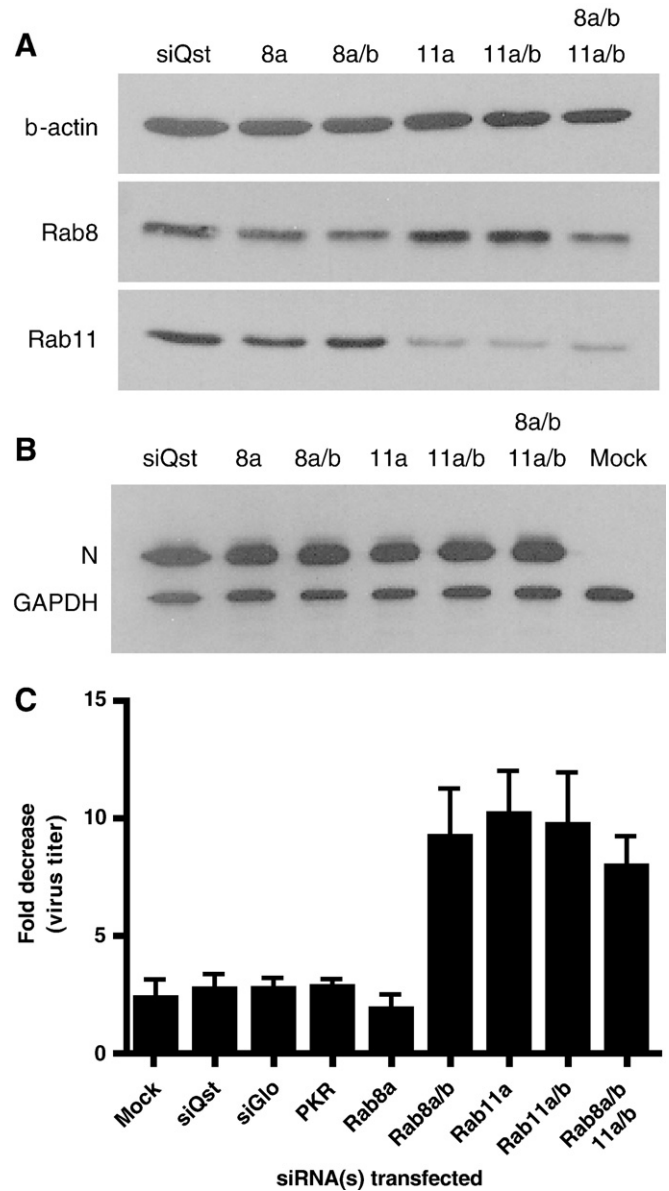 A
siQst 8a 8a/b 11a 11a/b 8a/b 11a/b
b-actin
Rab8
Rab11
B
siQst 8a 8a/b 11a 11a/b 8a/b 11a/b Mock
N
GAPDH
C
15
10
5
0
Fold decrease
(virus titer)
Mock
siQst
siGlo
PKR
Rab8a
Rab8a/b
Rab11a
Rab11a/b
Rab8a/b
11a/b
siRNA(s) transfected